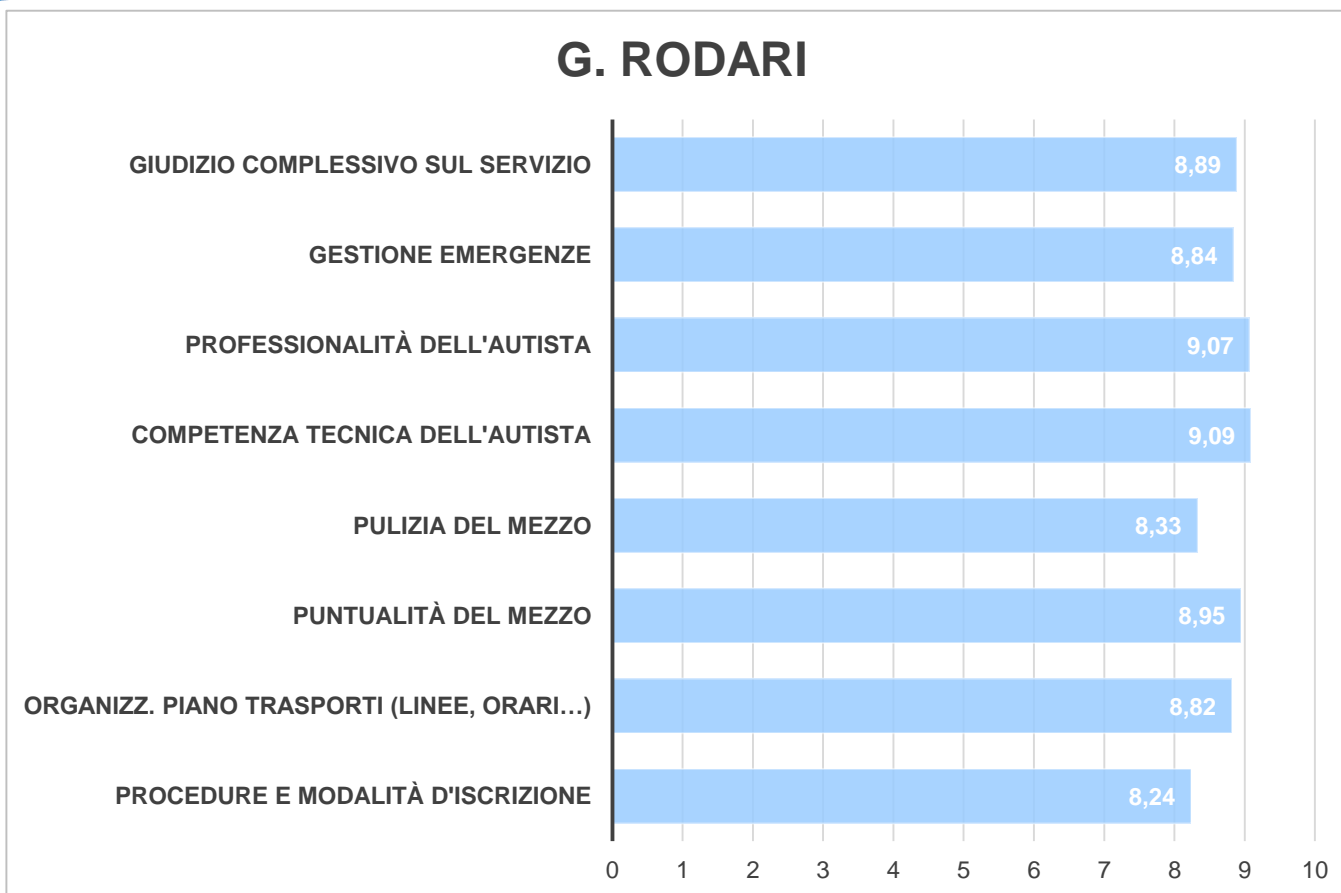 G. RODARI
GIUDIZIO COMPLESSIVO SUL SERVIZIO
8,89
GESTIONE EMERGENZE
8,84
PROFESSIONALITÀ DELL'AUTISTA
9,07
COMPETENZA TECNICA DELL'AUTISTA
9,09
PULIZIA DEL MEZZO
8,33
PUNTUALITÀ DEL MEZZO
8,95
ORGANIZZ. PIANO TRASPORTI (LINEE, ORARI…)
8,82
PROCEDURE E MODALITÀ D'ISCRIZIONE
8,24
0 1 2 3 4 5 6 7 8 9 10